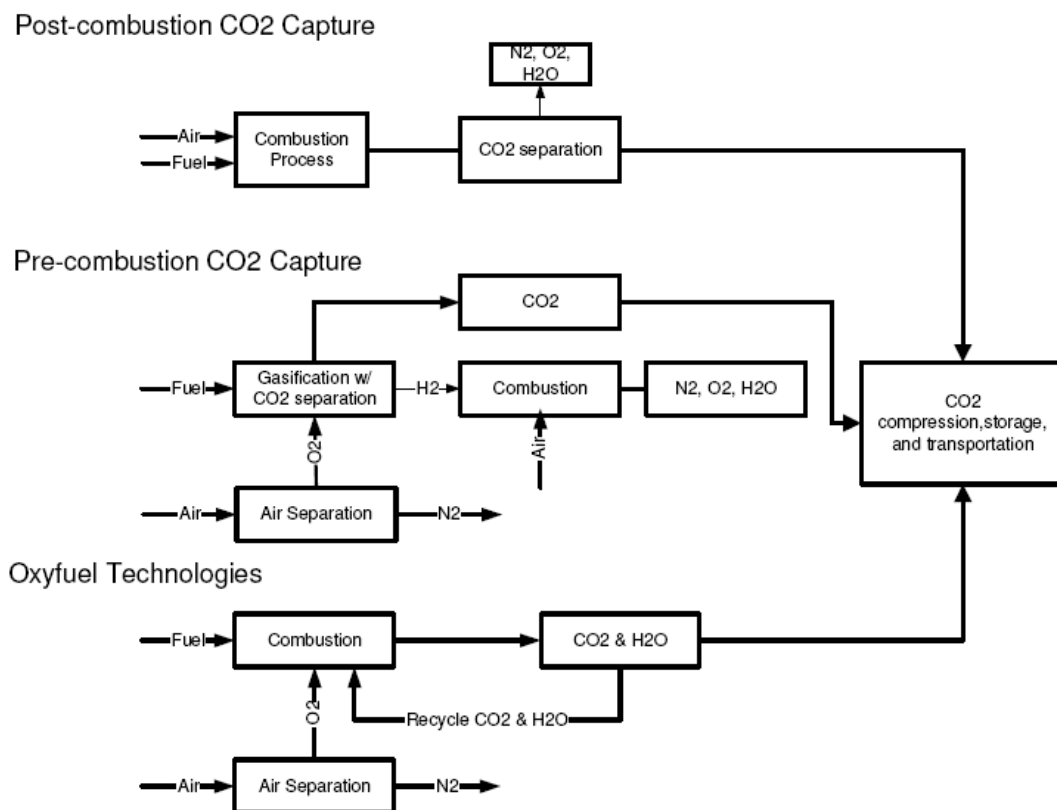 Post-combustion CO2 Capture
N2, O2,
H2O
Air
Fuel
Combustion
Process
CO2 separation
Pre-combustion CO2 Capture
CO2
Fuel
Gasification w/
CO2 separation
H2
Combustion
N2, O2, H2O
CO2
compression,storage,
and transportation
O2
Air
Air
Air Separation
N2
Oxyfuel Technologies
Fuel
Combustion
CO2 & H2O
O2
Recycle CO2 & H2O
Air
Air Separation
N2